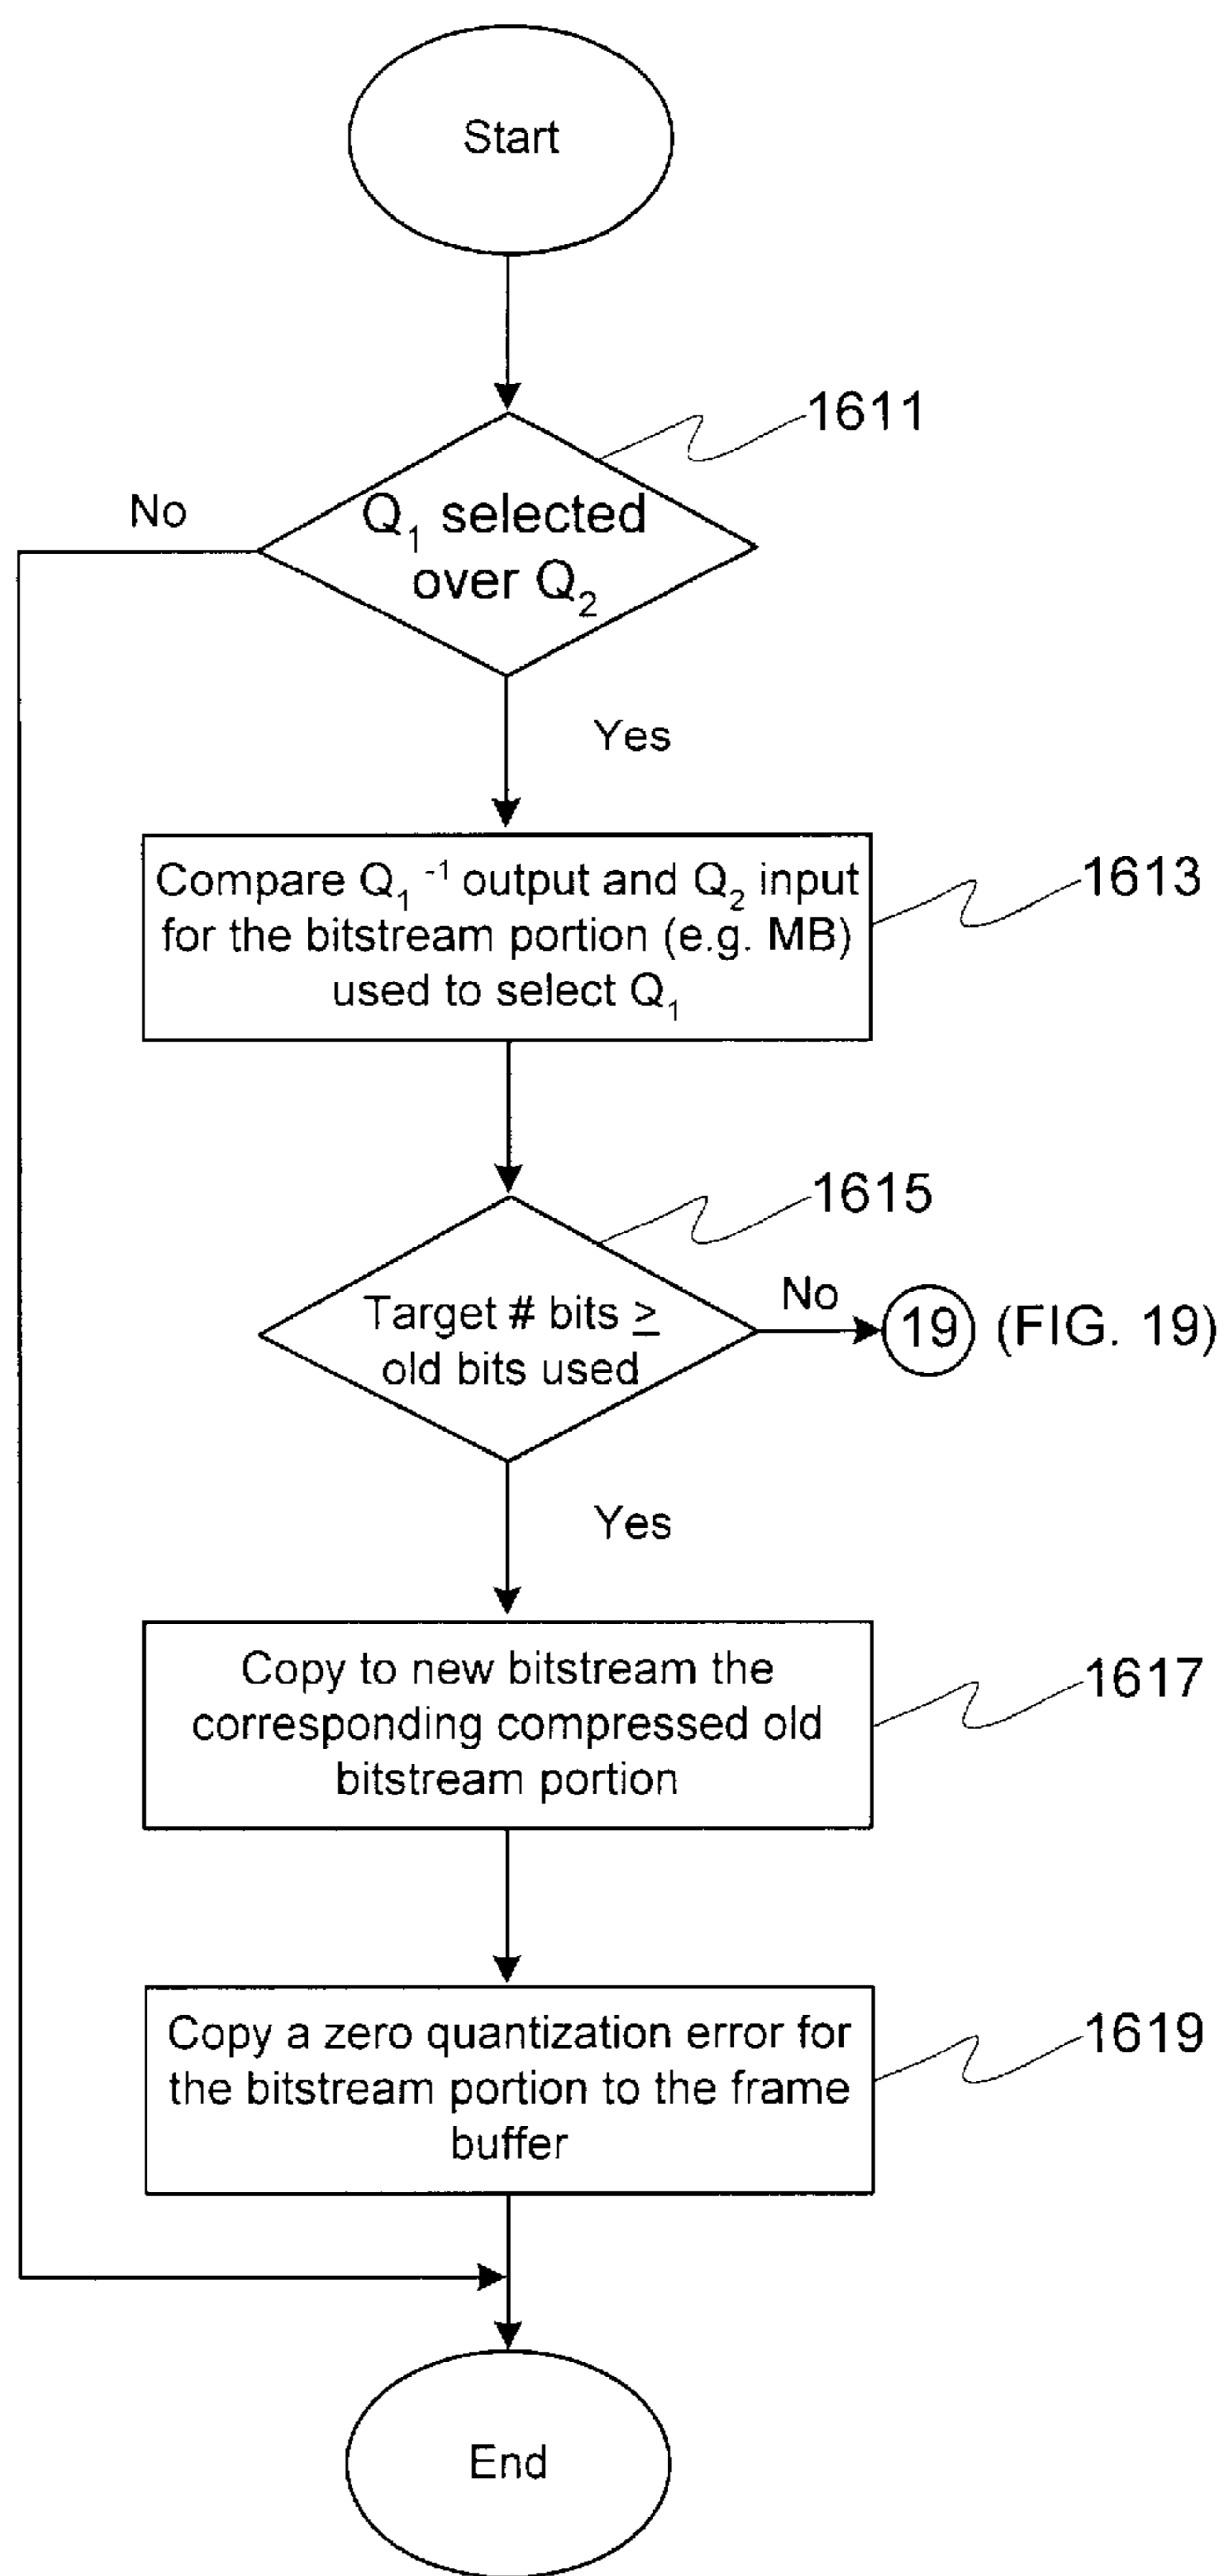 Start
1611
No
Q₁ selected
over Q₂
Yes
Compare Q₁⁻¹ output and Q₂ input
for the bitstream portion (e.g. MB)
used to select Q₁
1613
1615
Target # bits ≥
old bits used
No
19 (FIG. 19)
Yes
Copy to new bitstream the
corresponding compressed old
bitstream portion
1617
Copy a zero quantization error for
the bitstream portion to the frame
buffer
1619
End